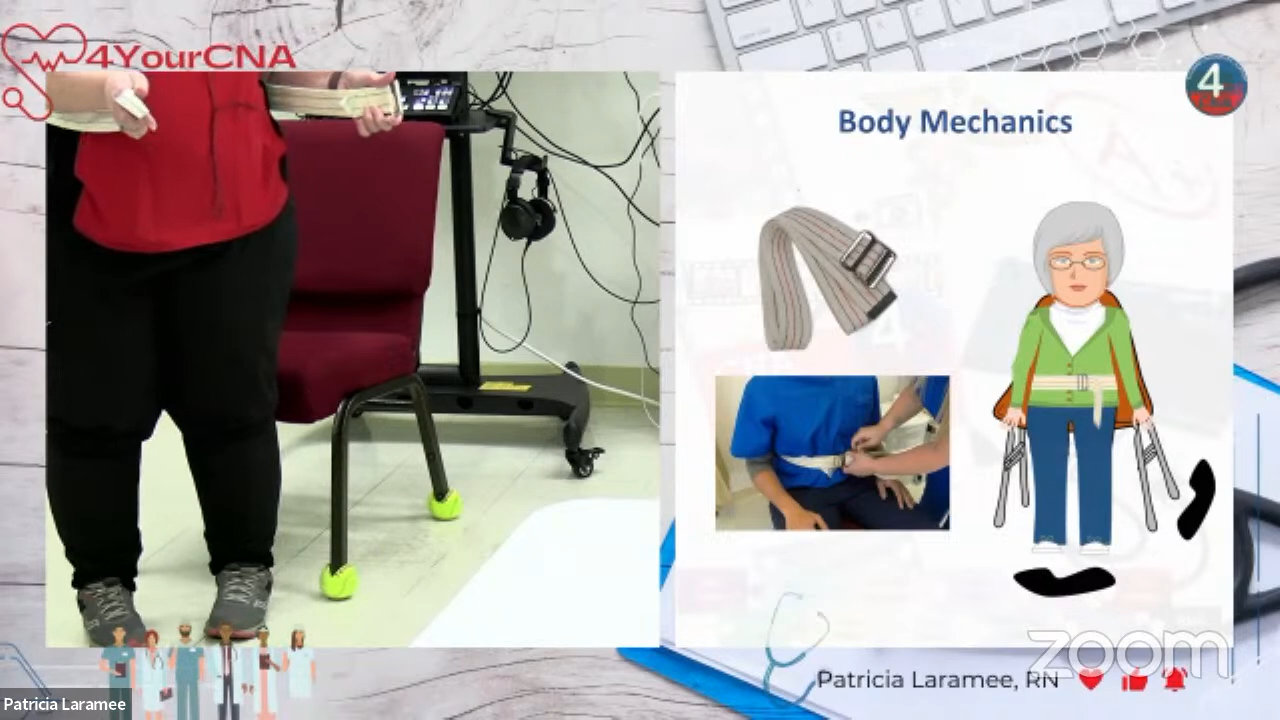 4YourCNA
4
Body Mechanics
zoom
Patricia Laramee, RN
Patricia Laramee